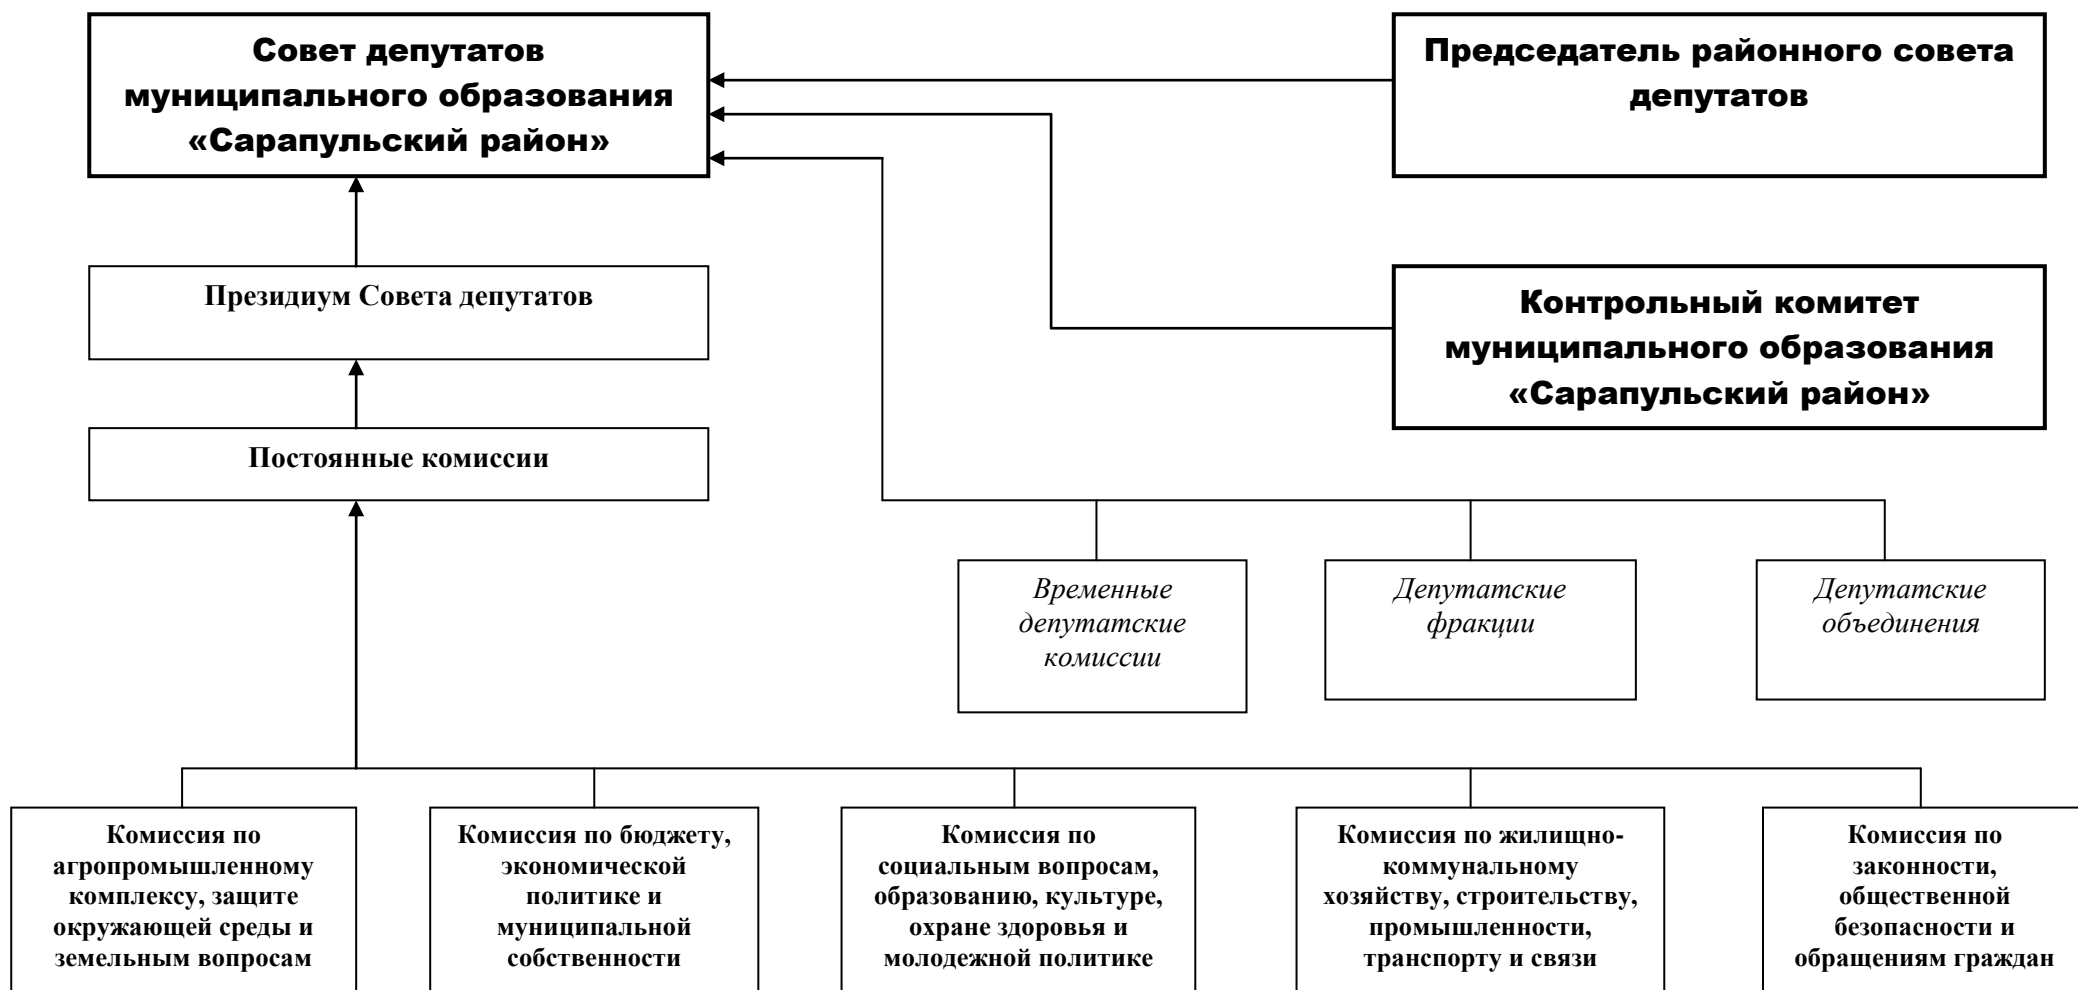 Совет депутатов
муниципального образования
«Сарапульский район»
Председатель районного совета
депутатов
Президиум Совета депутатов
Контрольный комитет
муниципального образования
«Сарапульский район»
Постоянные комиссии
Временные
депутатские
комиссии
Депутатские
фракции
Депутатские
объединения
Комиссия по
агропромышленному
комплексу, защите
окружающей среды и
земельным вопросам
Комиссия по бюджету,
экономической
политике и
муниципальной
собственности
Комиссия по
социальным вопросам,
образованию, культуре,
охране здоровья и
молодежной политике
Комиссия по жилищно-
коммунальному
хозяйству, строительству,
промышленности,
транспорту и связи
Комиссия по
законности,
общественной
безопасности и
обращениям граждан